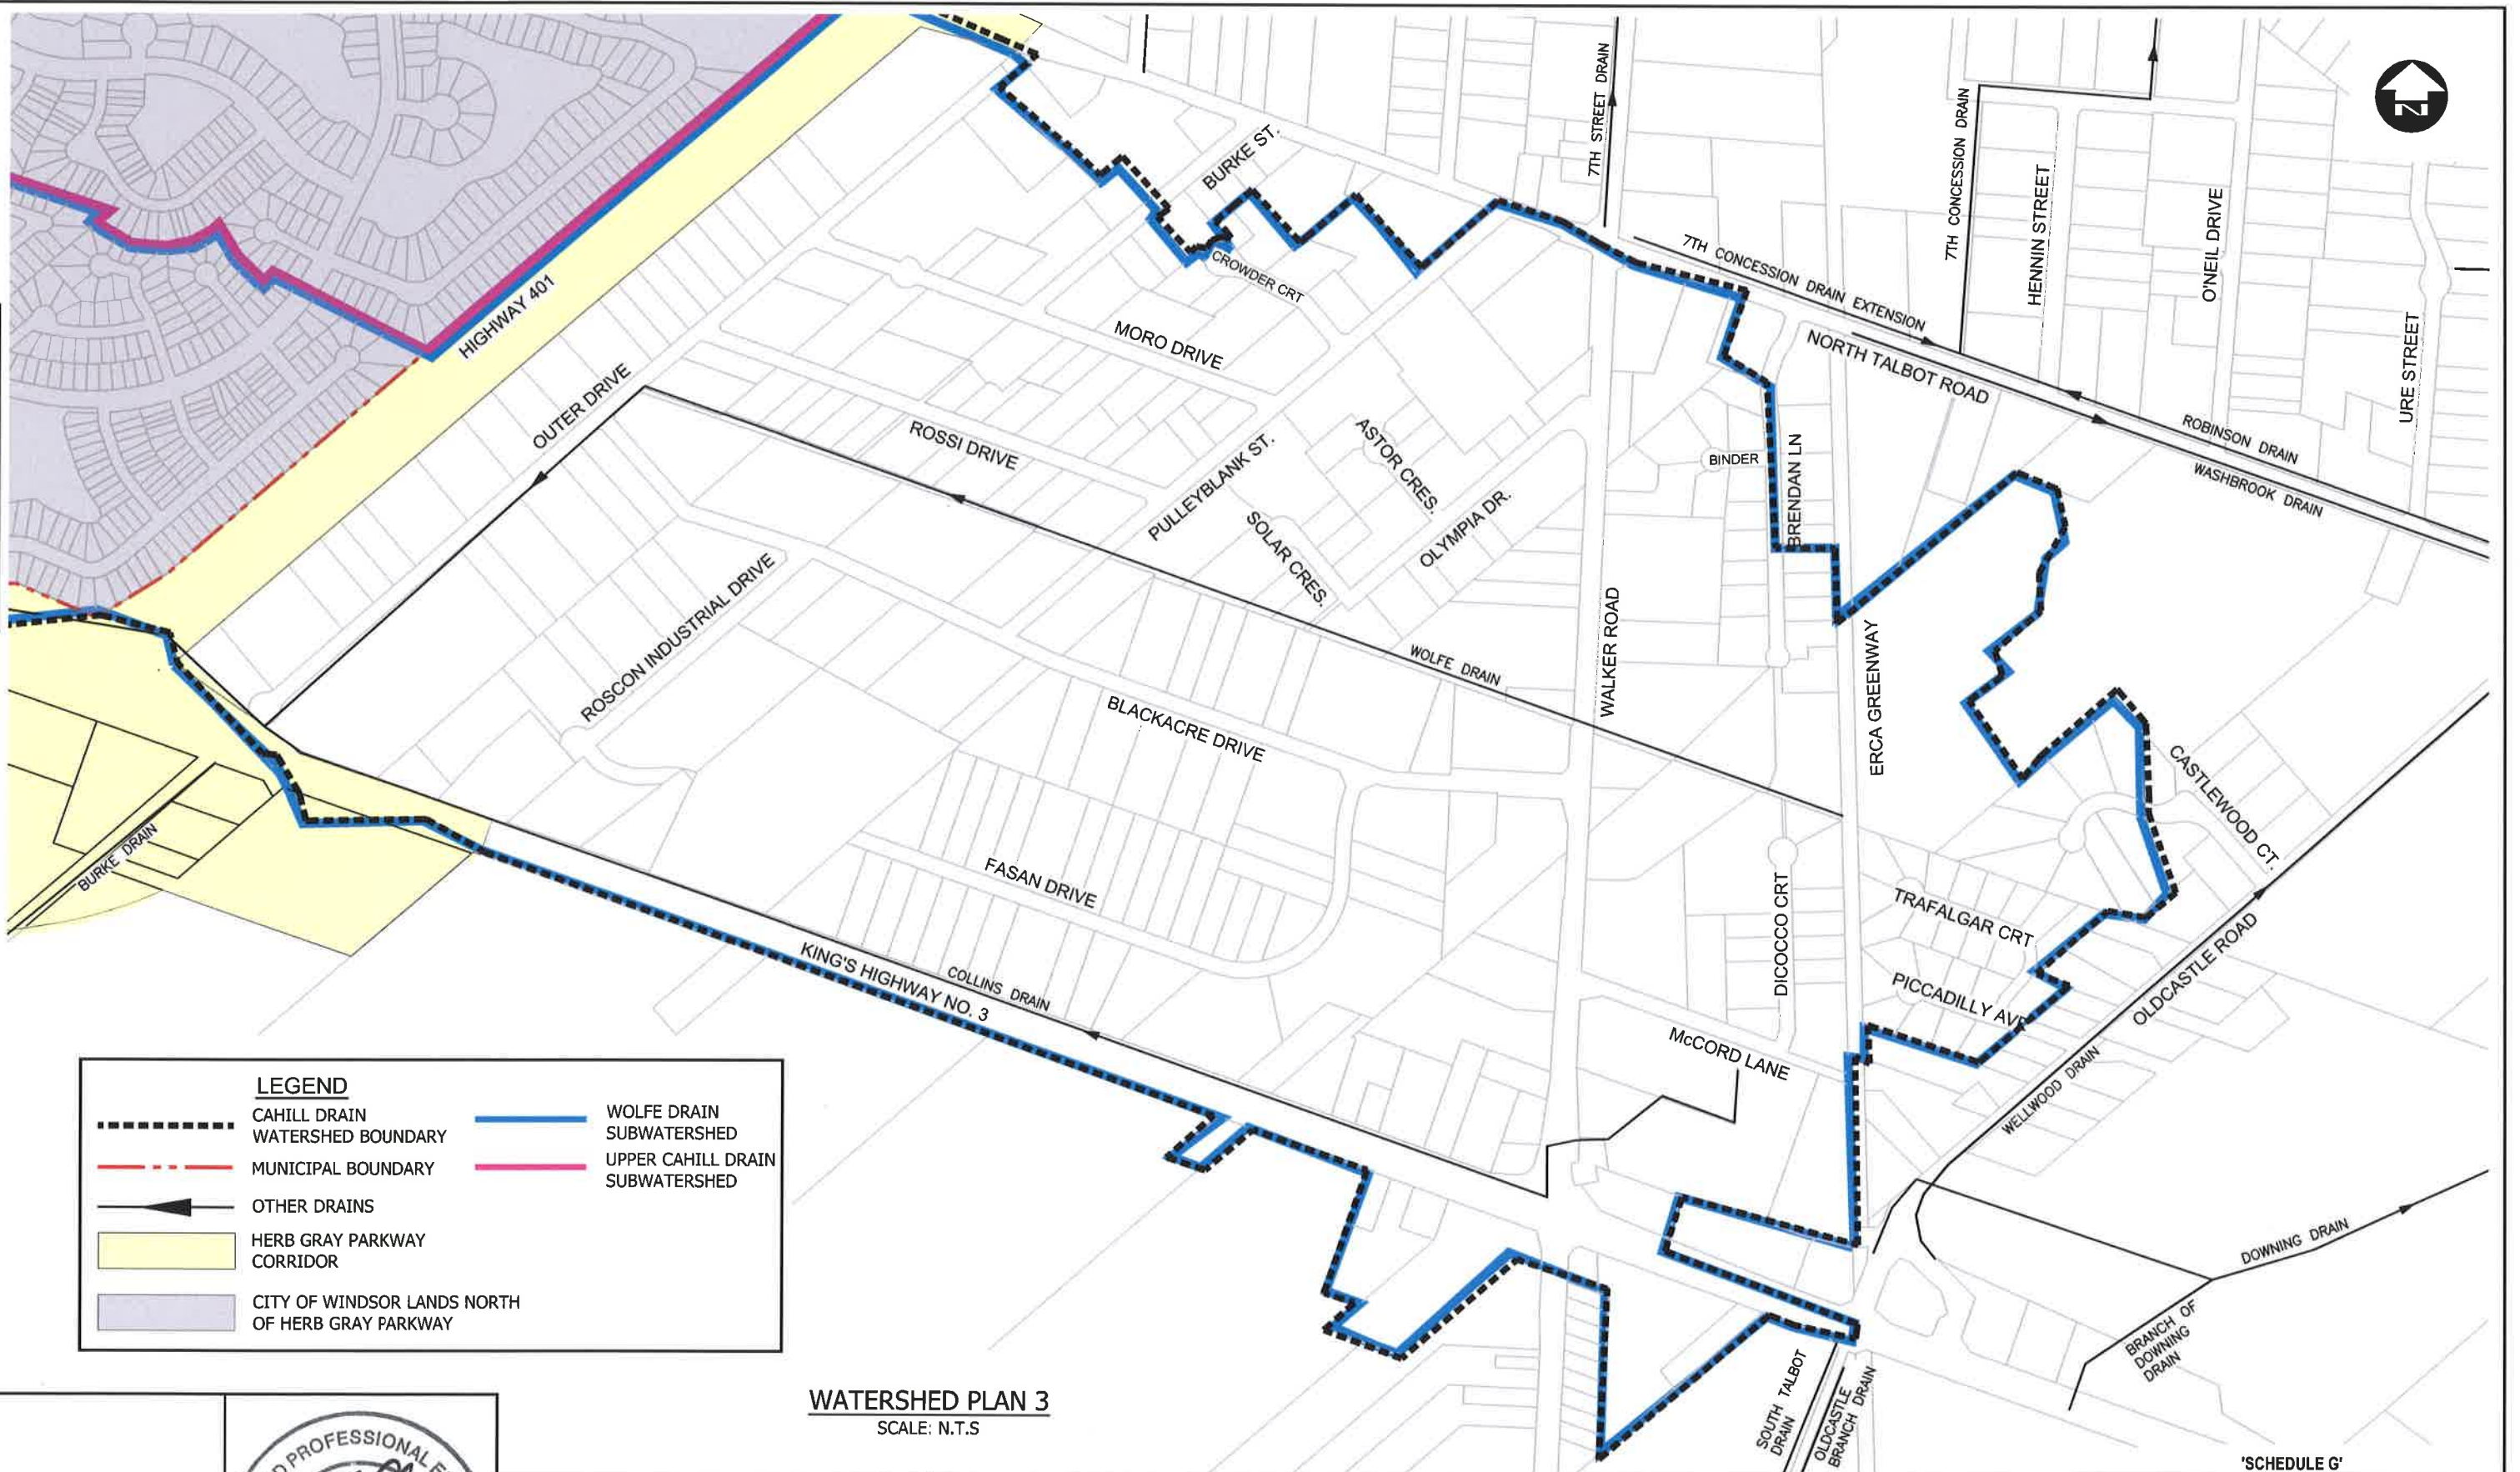 N
7TH STREET DRAIN
7TH CONCESSION DRAIN
HENNIN STREET
O'NEIL DRIVE
URE STREET
BURKE ST.
CROWDER CRT
7TH CONCESSION DRAIN EXTENSION
NORTH TALBOT ROAD
ROBINSON DRAIN
WASHBROOK DRAIN
HIGHWAY 401
MORO DRIVE
OUTER DRIVE
ROSSI DRIVE
PULLEYBLANK ST.
ASTOR CRES.
SOLAR CRES.
OLYMPIA DR.
BINDER
BRENDAN LN
ROSCON INDUSTRIAL DRIVE
WOLFE DRAIN
WALKER ROAD
ERCA GREENWAY
BLACKACRE DRIVE
CASTLEWOOD CT.
BURKE DRAIN
FASAN DRIVE
DICOCCO CRT
TRAFALGAR CRT
PICCADILLY AVE
OLDCASTLE ROAD
KING'S HIGHWAY NO. 3
COLLINS DRAIN
McCORD LANE
WELLWOOD DRAIN
DOWNING DRAIN
BRANCH OF
DOWNING
DRAIN
SOUTH TALBOT
DRAIN
OLDCASTLE
BRANCH DRAIN
LEGEND
CAHILL DRAIN
WATERSHED BOUNDARY
MUNICIPAL BOUNDARY
OTHER DRAINS
HERB GRAY PARKWAY
CORRIDOR
CITY OF WINDSOR LANDS NORTH
OF HERB GRAY PARKWAY
WOLFE DRAIN
SUBWATERSHED
UPPER CAHILL DRAIN
SUBWATERSHED
WATERSHED PLAN 3
SCALE: N.T.S
PROFESSIONAL
'SCHEDULE G'